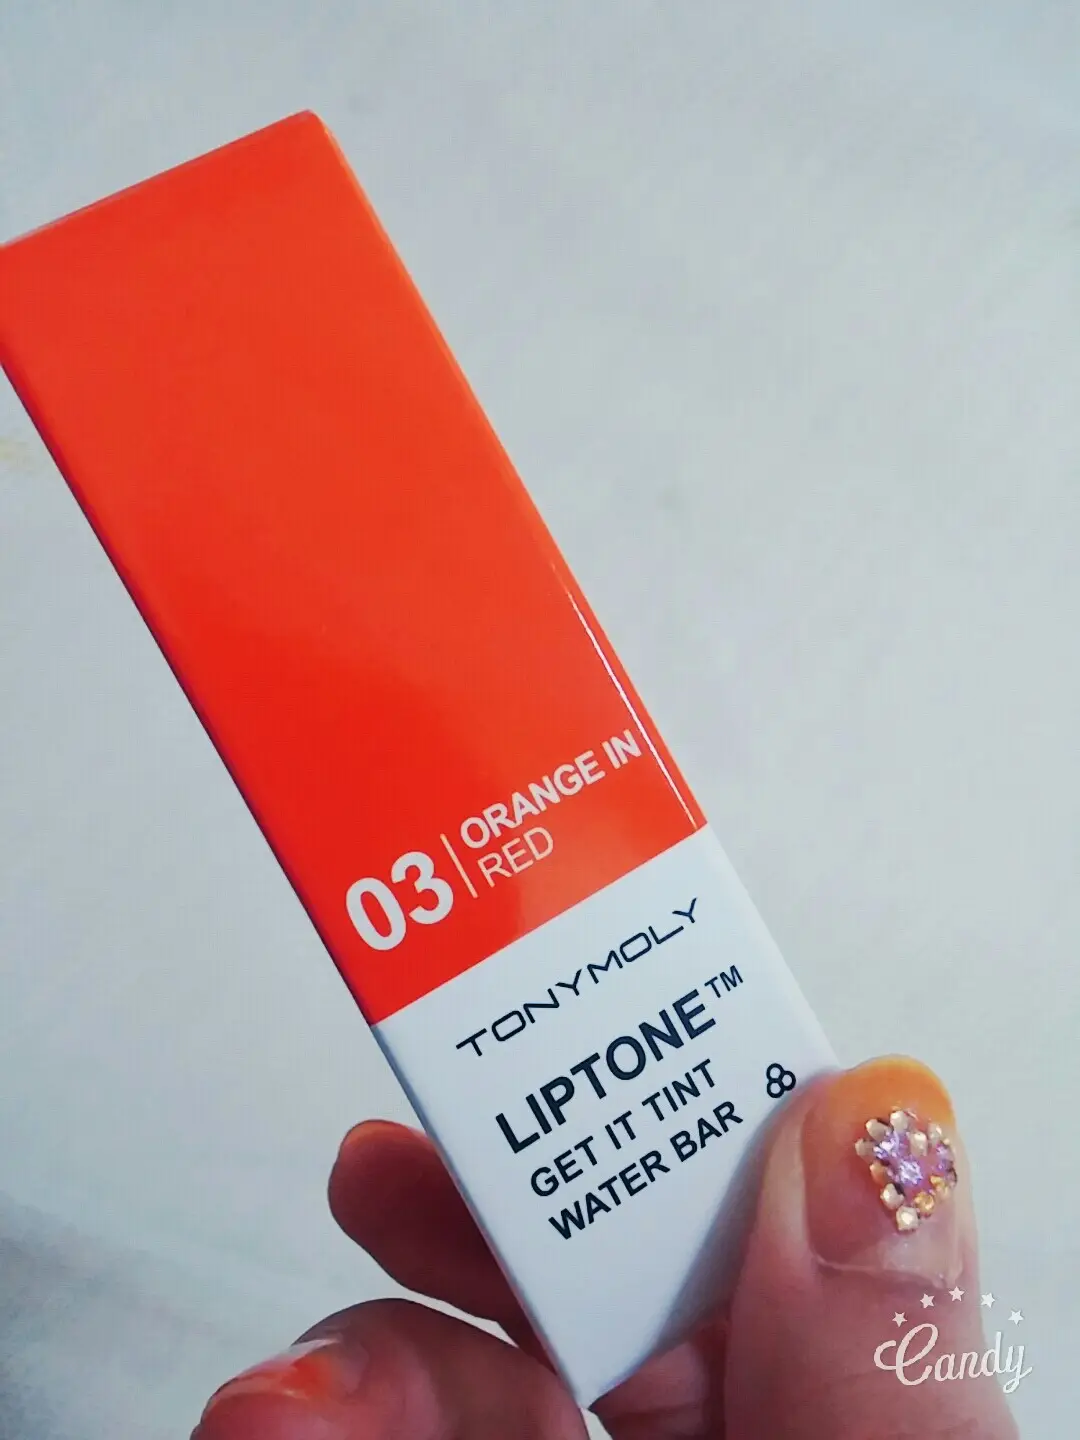 03
ORANGE IN
RED
TONYMOLY
LIPTONE™
GET IT TINT
WATER BAR
Candy